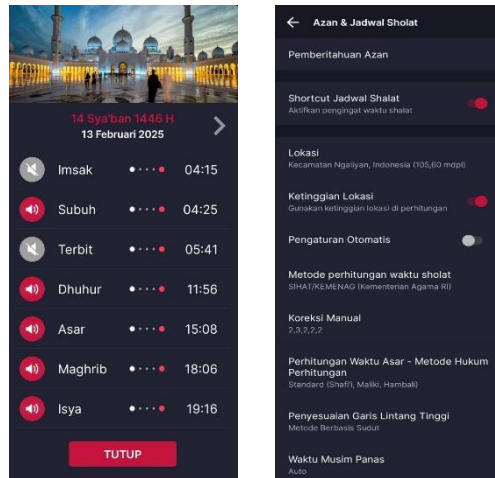 14 Sya'ban 1446 H
13 Februari 2025
Imsak 04:15
Subuh 04:25
Terbit 05:41
Dhuhur 11:56
Asar 15:08
Maghrib 18:06
Isya 19:16
TUTUP
Azan & Jadwal Sholat
Pemberitahuan Azan
Shortcut Jadwal Shalat
Aktifkan pengingat waktu shalat
Lokasi
Kecamatan Ngaliyan, Indonesia (105,60 mdpl)
Ketinggian Lokasi
Gunakan ketinggian lokasi di perhitungan
Pengaturan Otomatis
Metode perhitungan waktu sholat
SIHAT/KEMENAG (Kementerian Agama RI)
Koreksi Manual
2,3,2,2,2
Perhitungan Waktu Asar - Metode Hukum
Perhitungan
Standard (Shafi'i, Maliki, Hambali)
Penyesuaian Garis Lintang Tinggi
Metode Berbasis Sudut
Waktu Musim Panas
Auto